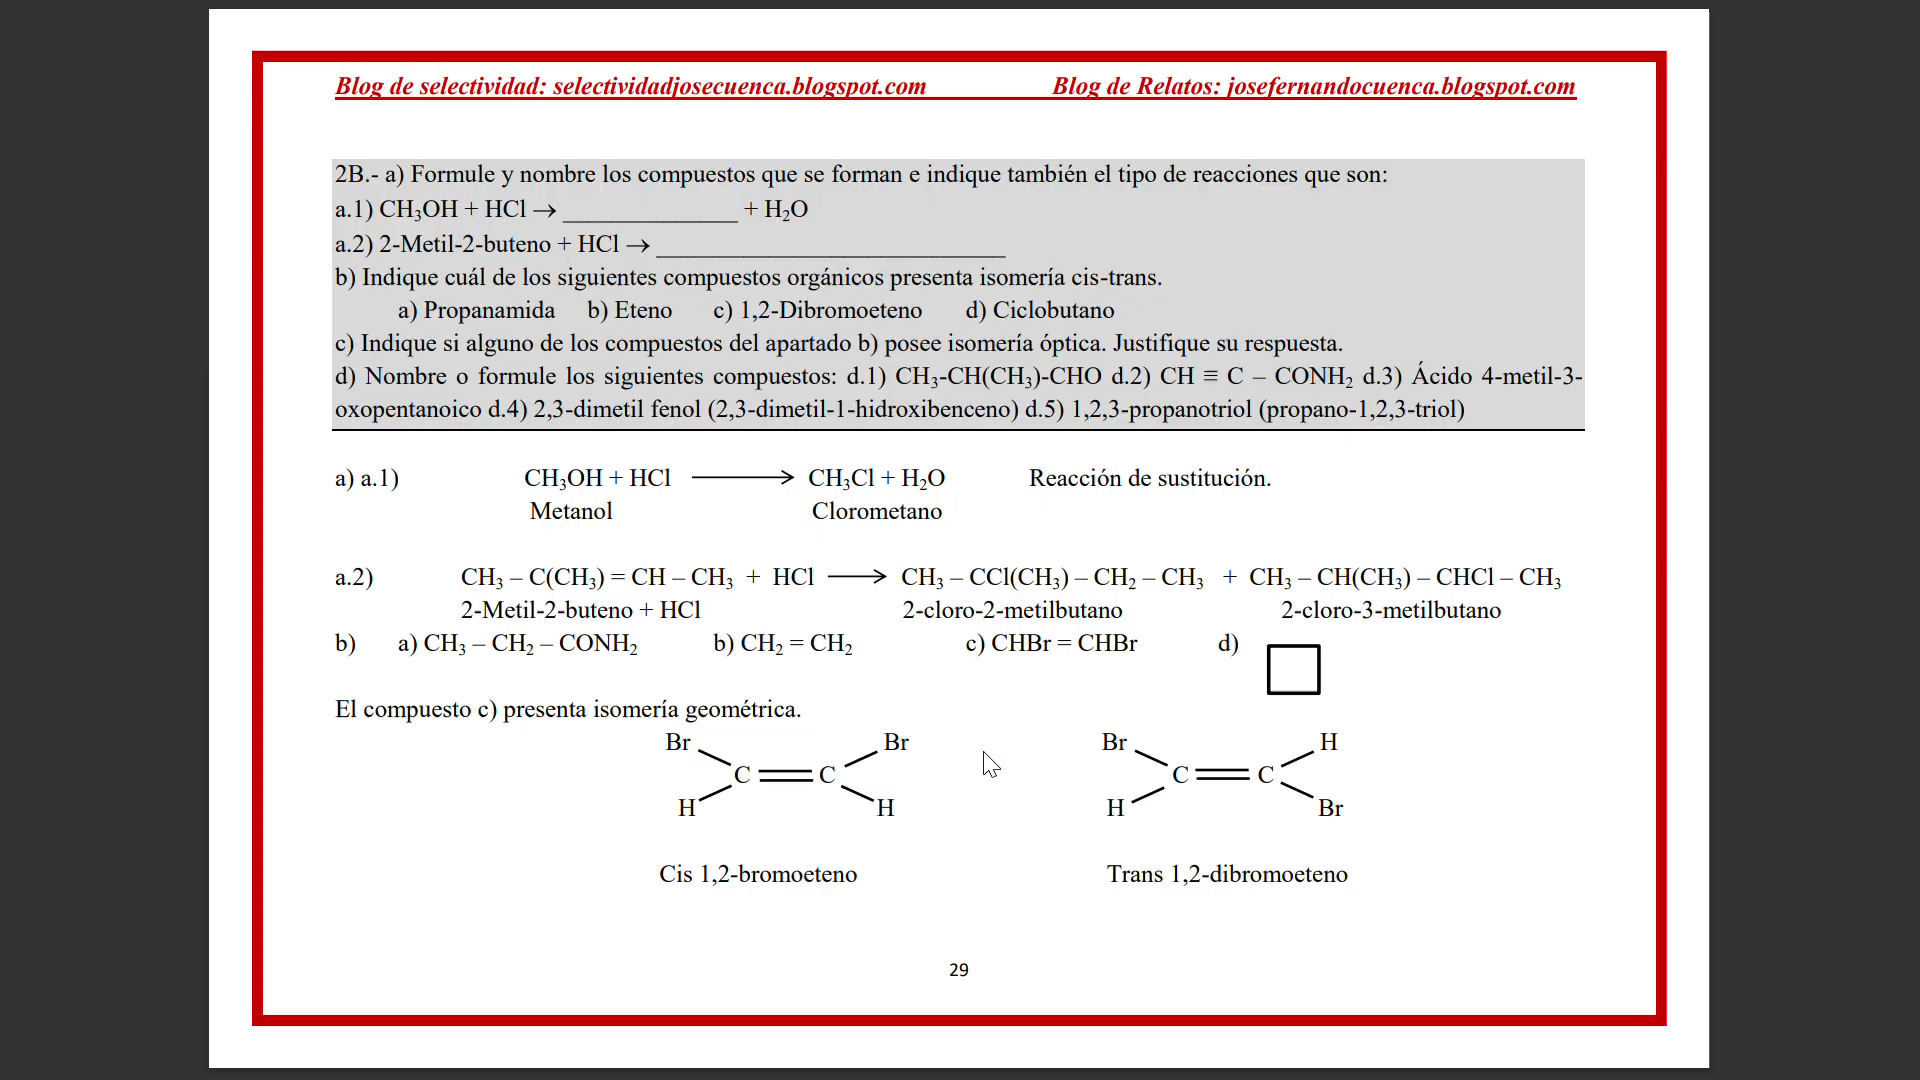 Blog de selectividad: selectividadjosecuenca.blogspot.com Blog de Relatos: josefernandocuenca.blogspot.com
2B.- a) Formule y nombre los compuestos que se forman e indique también el tipo de reacciones que son:
a.1) CH₃OH + HCl → ______________ + H₂O
a.2) 2-Metil-2-buteno + HCl → ____________________________
b) Indique cuál de los siguientes compuestos orgánicos presenta isomería cis-trans.
a) Propanamida b) Eteno c) 1,2-Dibromoeteno d) Ciclobutano
c) Indique si alguno de los compuestos del apartado b) posee isomería óptica. Justifique su respuesta.
d) Nombre o formule los siguientes compuestos: d.1) CH₃-CH(CH₃)-CHO d.2) CH ≡ C – CONH₂ d.3) Ácido 4-metil-3-
oxopentanoico d.4) 2,3-dimetil fenol (2,3-dimetil-1-hidroxibenceno) d.5) 1,2,3-propanotriol (propano-1,2,3-triol)
a) a.1) CH₃OH + HCl ⟶ CH₃Cl + H₂O Reacción de sustitución.
Metanol Clorometano
a.2) CH₃ – C(CH₃) = CH – CH₃ + HCl ⟶ CH₃ – CCl(CH₃) – CH₂ – CH₃ + CH₃ – CH(CH₃) – CHCl – CH₃
2-Metil-2-buteno + HCl 2-cloro-2-metilbutano 2-cloro-3-metilbutano
b) a) CH₃ – CH₂ – CONH₂ b) CH₂ = CH₂ c) CHBr = CHBr d)
El compuesto c) presenta isomería geométrica.
Br Br Br H
C C C C
H H H Br
Cis 1,2-bromoeteno Trans 1,2-dibromoeteno
29